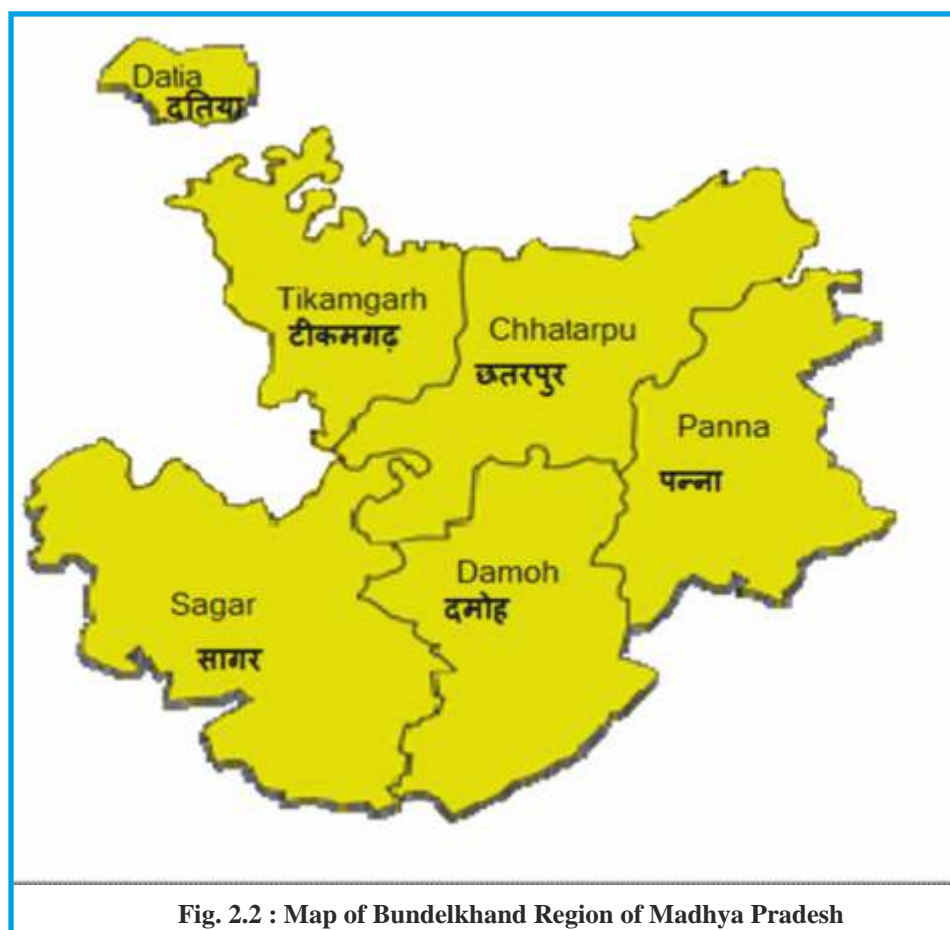 Datia
दतिया
Tikamgarh
टीकमगढ़
Chhatarpu
छतरपुर
Panna
पन्ना
Damoh
दमोह
Sagar
सागर
Fig. 2.2 : Map of Bundelkhand Region of Madhya Pradesh